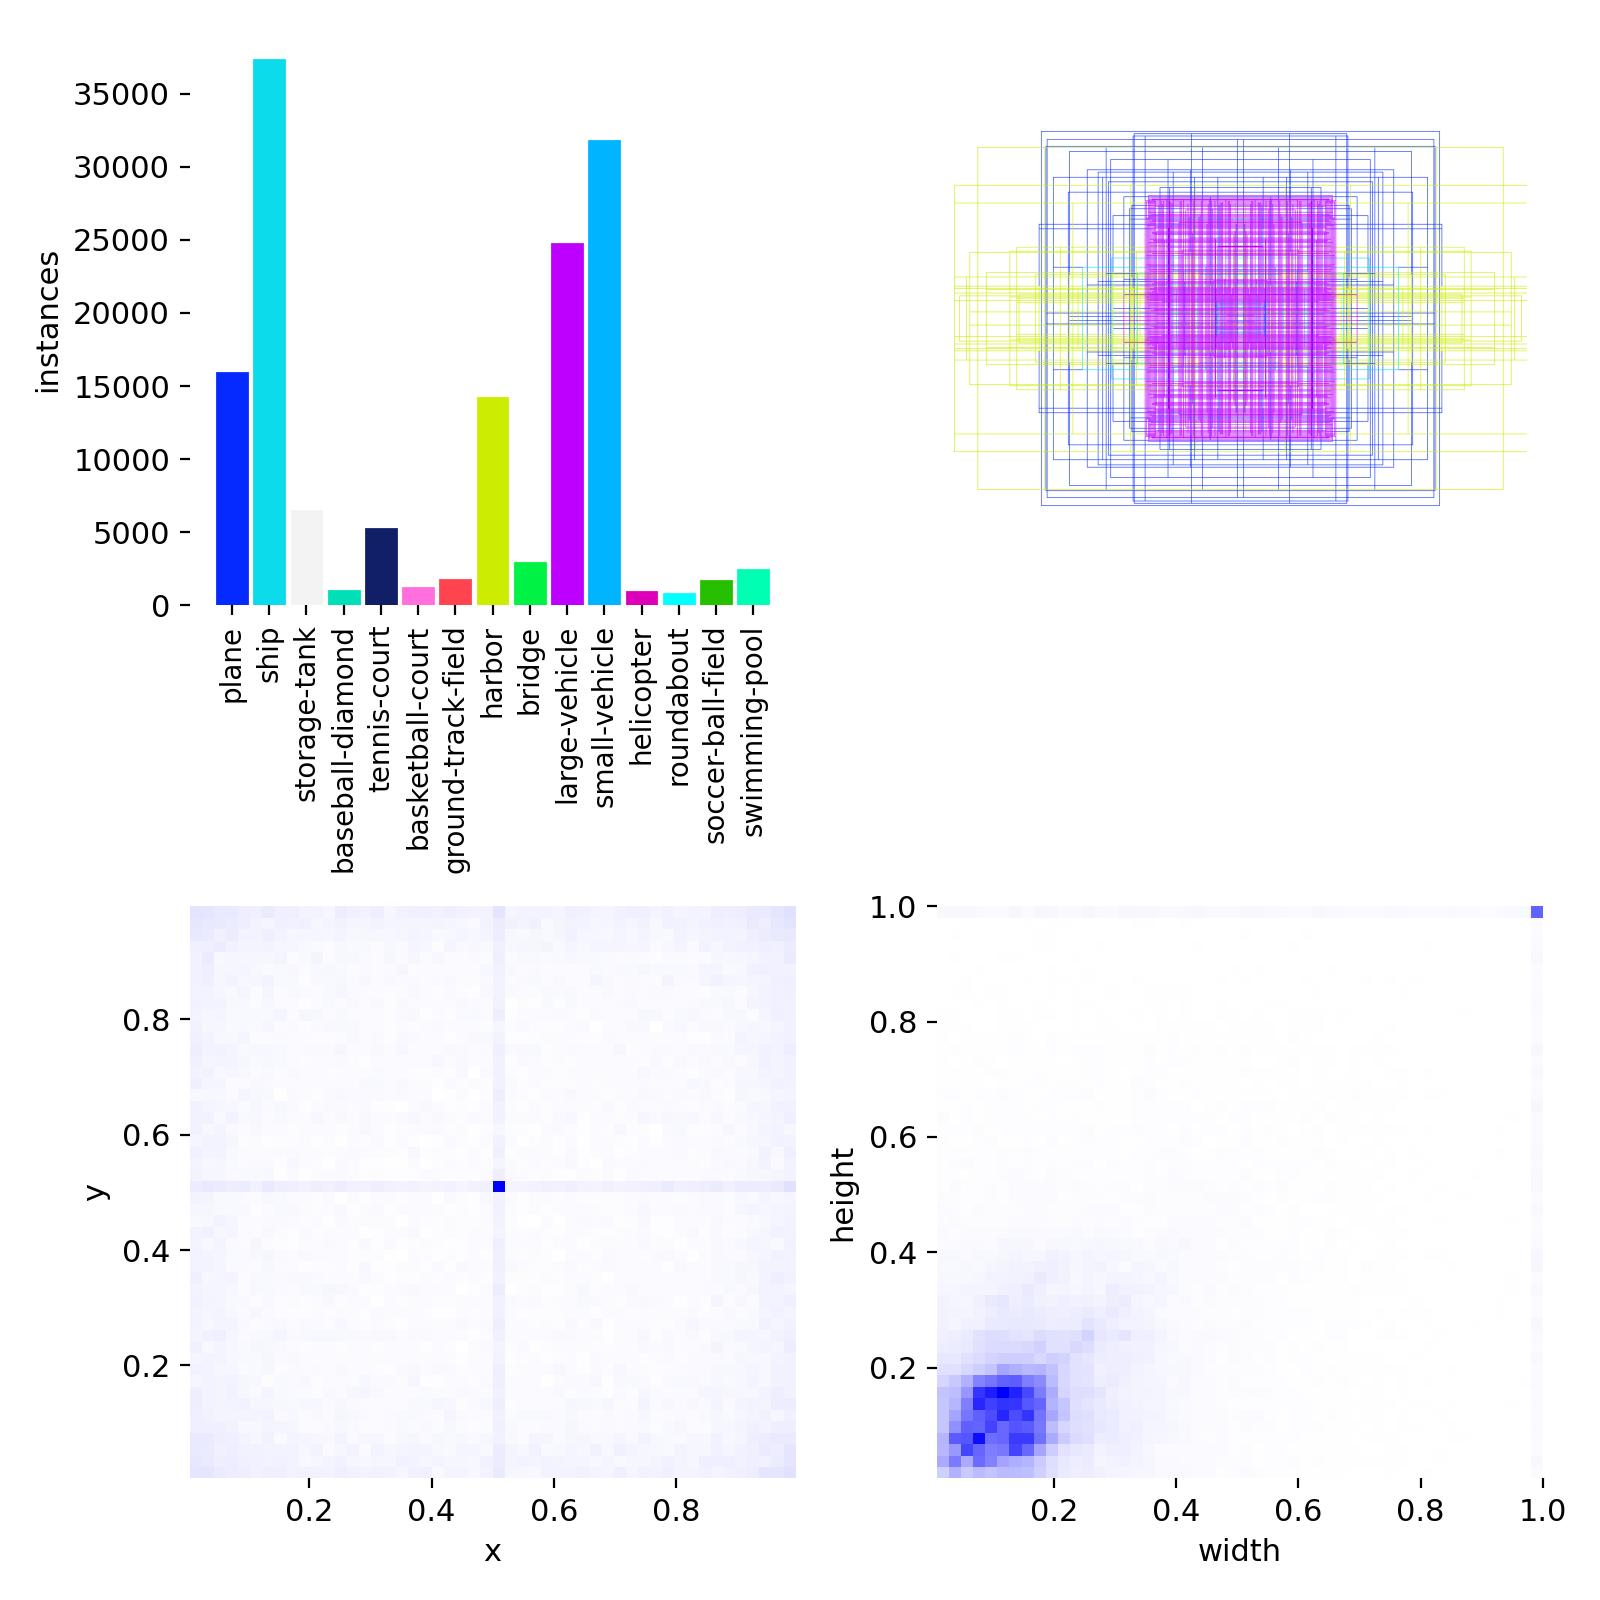 35000
30000
25000
20000
15000
10000
5000
0
instances
plane
ship
storage-tank
baseball-diamond
tennis-court
basketball-court
ground-track-field
harbor
bridge
large-vehicle
small-vehicle
helicopter
roundabout
soccer-ball-field
swimming-pool
0.8
0.6
0.4
0.2
y
0.2 0.4 0.6 0.8
x
1.0
0.8
0.6
0.4
0.2
height
0.2 0.4 0.6 0.8 1.0
width